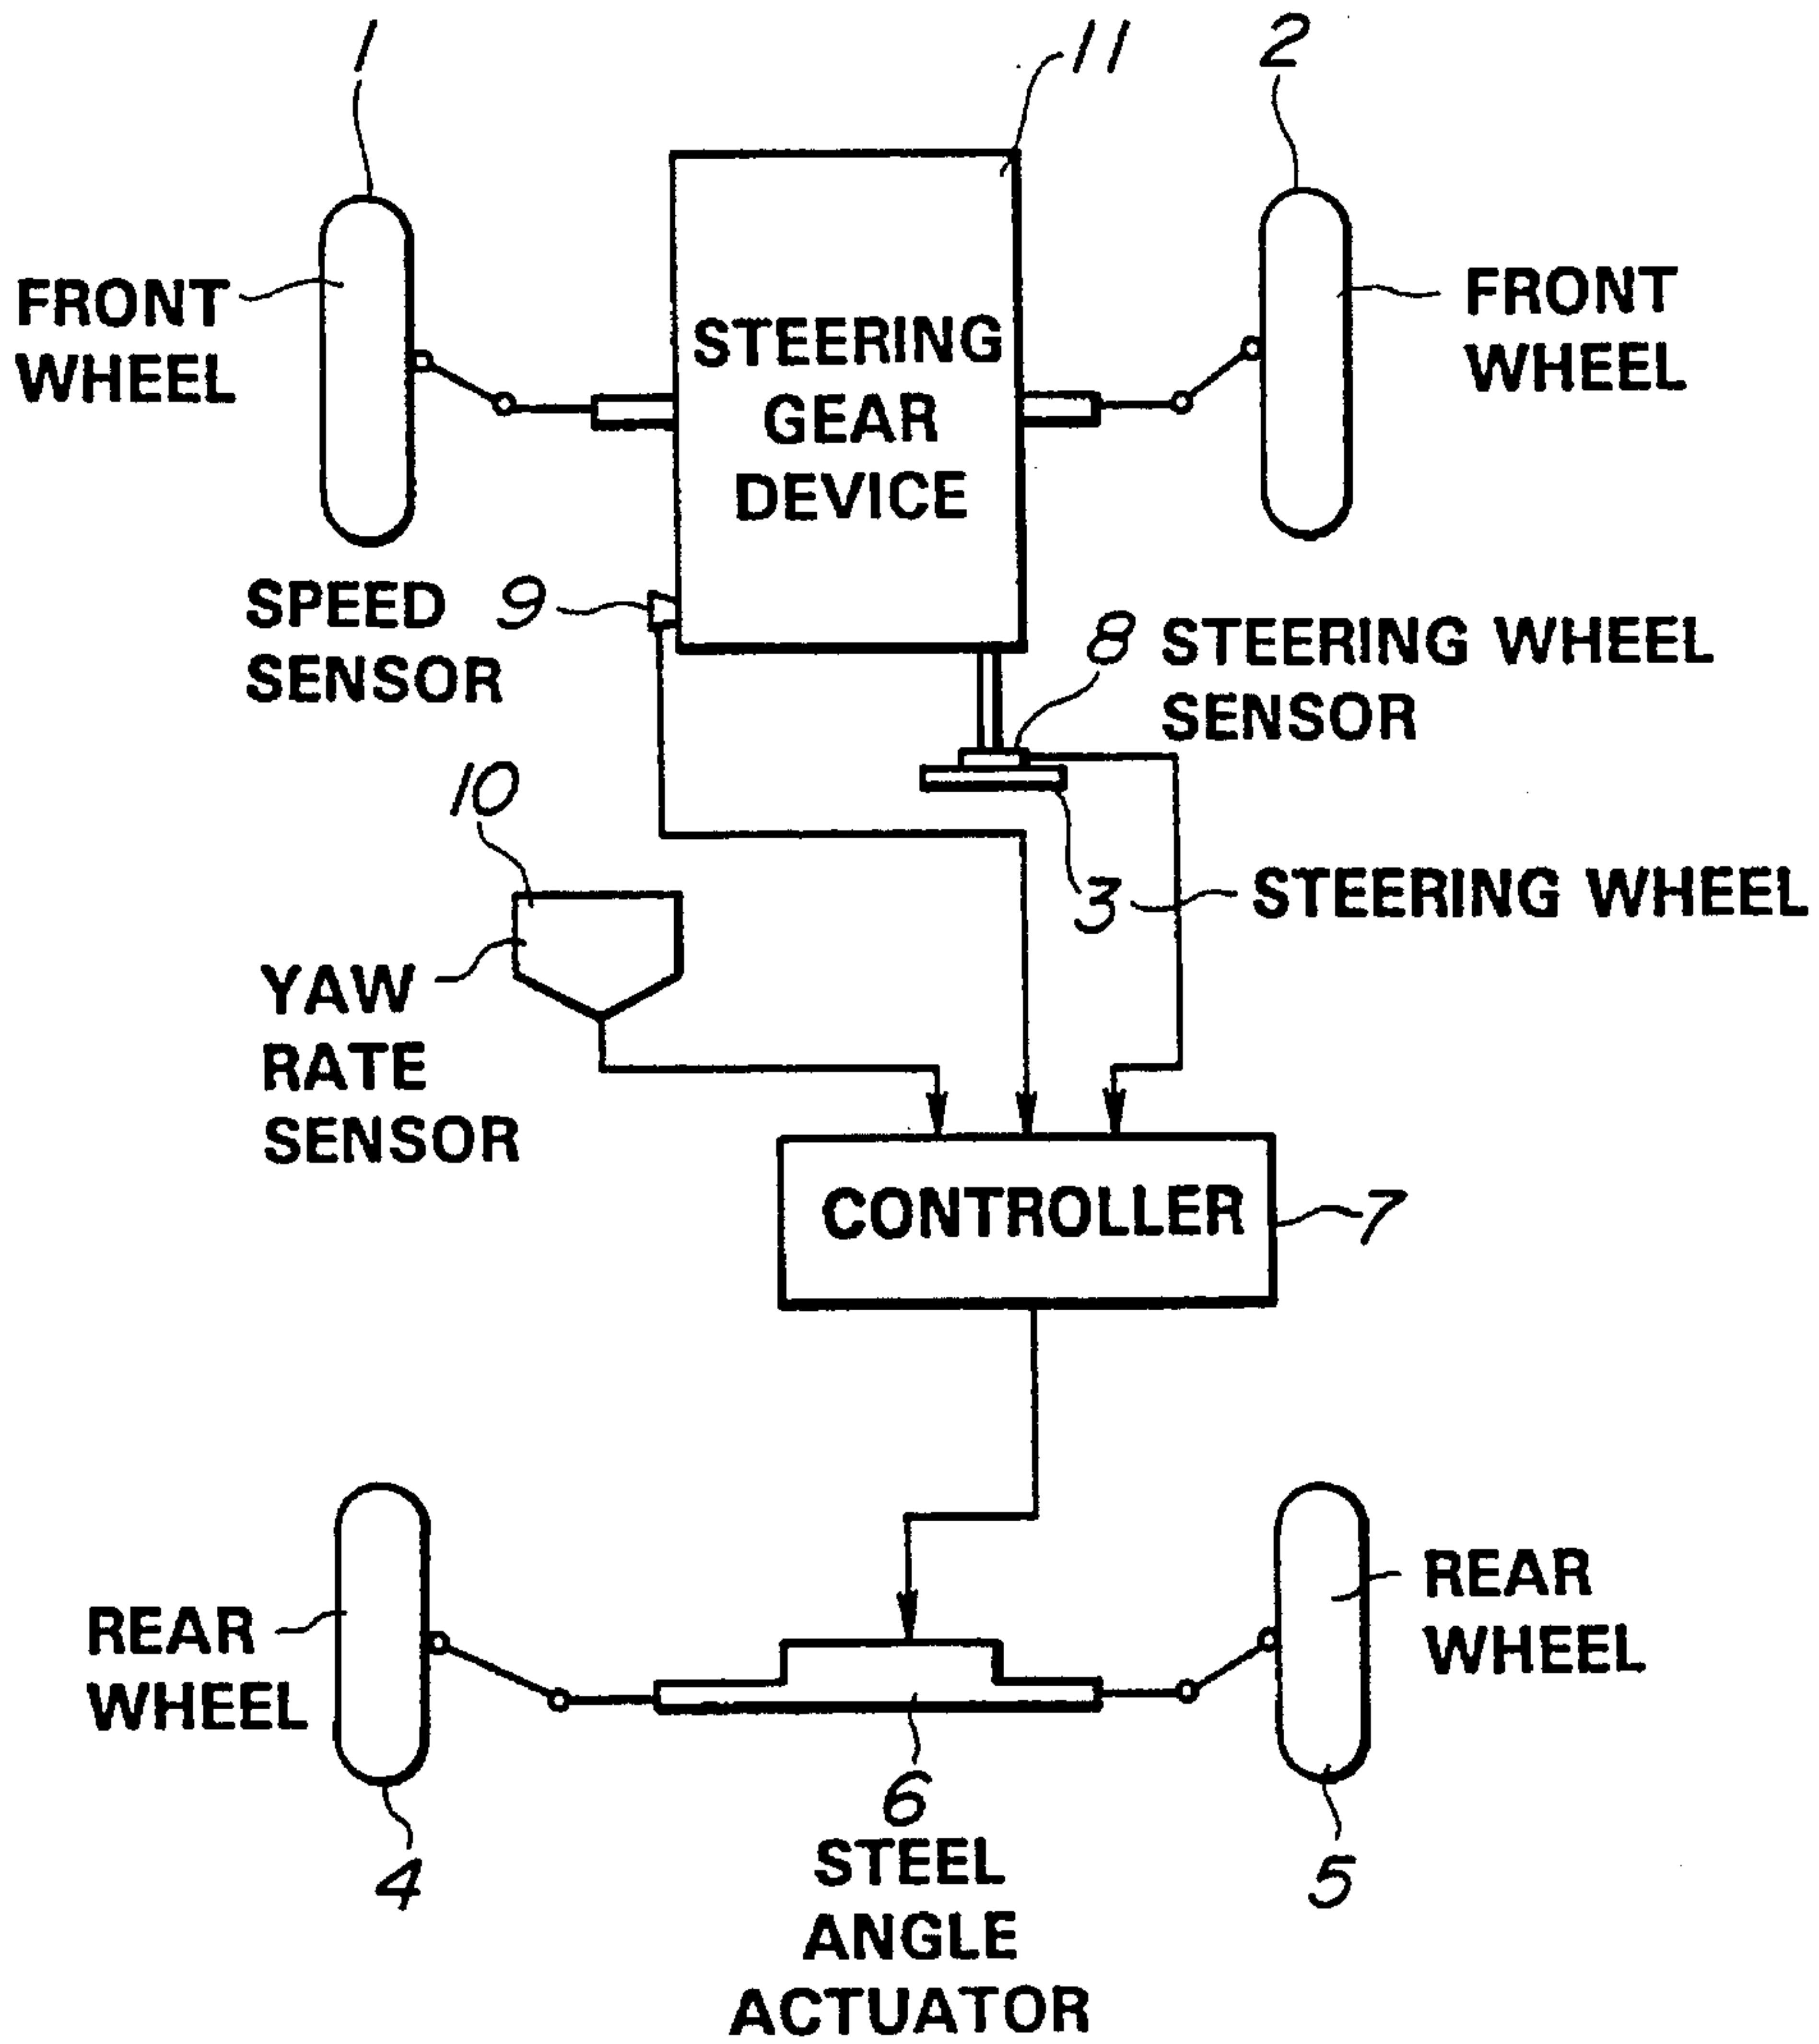 1
11
2
FRONT
WHEEL
STEERING
GEAR
DEVICE
FRONT
WHEEL
SPEED
SENSOR
9
8
STEERING WHEEL
SENSOR
10
3
STEERING WHEEL
YAW
RATE
SENSOR
CONTROLLER
7
REAR
WHEEL
REAR
WHEEL
4
6
5
STEEL
ANGLE
ACTUATOR